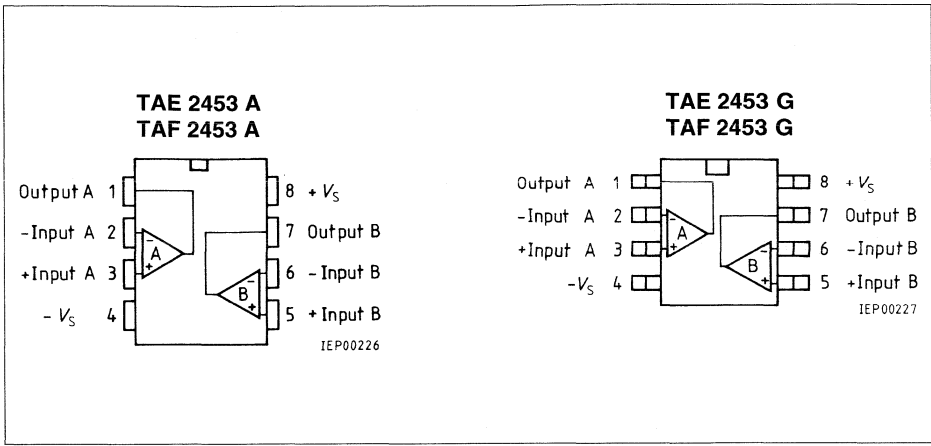 TAE 2453 A
TAF 2453 A
Output A 1
-Input A 2
+Input A 3
- VS 4
8 + VS
7 Output B
6 - Input B
5 + Input B
- A +
- B +
IEP00226
TAE 2453 G
TAF 2453 G
Output A 1
-Input A 2
+Input A 3
-VS 4
8 + VS
7 Output B
6 -Input B
5 +Input B
- A +
- B +
IEP00227